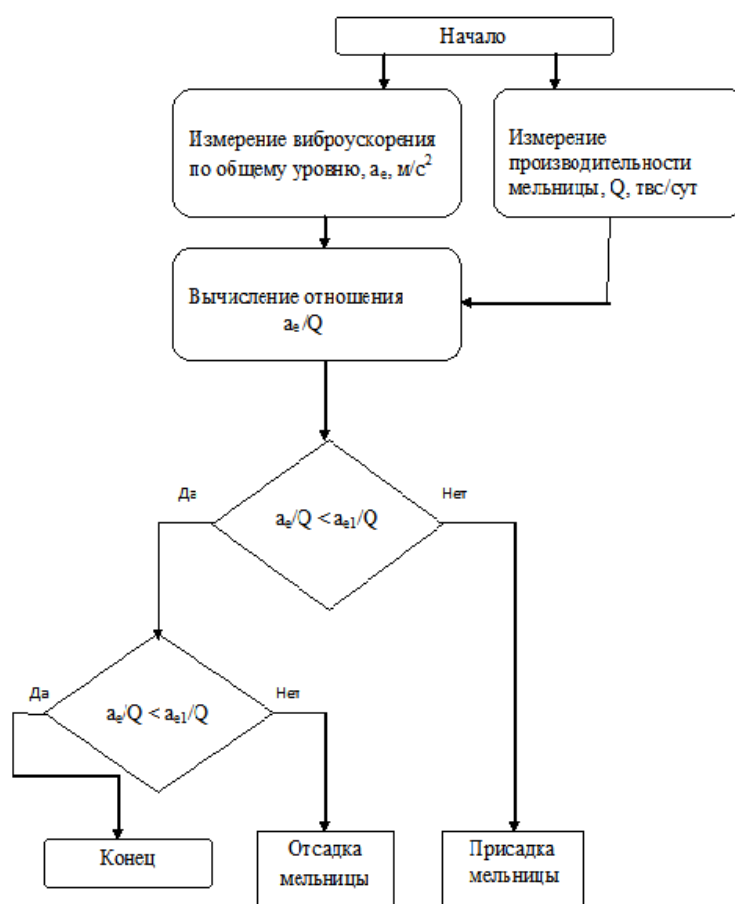 Начало
Измерение виброускорения
по общему уровню, aₑ, м/с²
Измерение
производительности
мельницы, Q, твс/сут
Вычисление отношения
aₑ/Q
Да
Нет
aₑ/Q < aₑ₁/Q
Да
Нет
aₑ/Q < aₑ₁/Q
Конец
Отсадка
мельницы
Присадка
мельницы